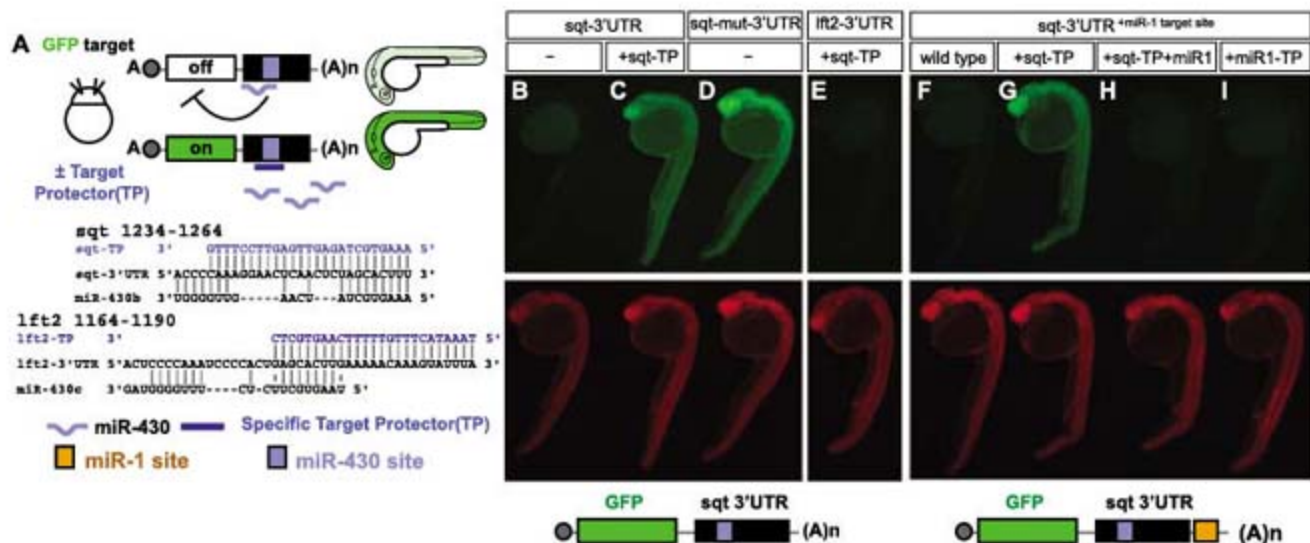 A
GFP target
A off (A)n
A on (A)n
± Target
Protector(TP)
sqt 1234-1264
sqt-TP 3' GTTTCCTTGAGTTGAGATCGTGAAA 5'
sqt-3'UTR 5'ACCCCAAAGGAACUCAACUCUAGCACUUU 3'
miR-430b 3'UGGGGUUG-----AACU---AUCGUGAAA 5'
lft2 1164-1190
lft2-TP 3' CTCGTGAACTTTTTGTTTCATAAAT 5'
lft2-3'UTR 5'ACUCCCCAAAUCCCCACUGAGCACUUGAAAAACAAAGUAUUUA 3'
miR-430c 3'GAUGGGGUUU----CU-CUUCGUGAAU 5'
miR-430 Specific Target Protector(TP)
miR-1 site miR-430 site
sqt-3'UTR sqt-mut-3'UTR lft2-3'UTR sqt-3'UTR +miR-1 target site
– +sqt-TP – +sqt-TP wild type +sqt-TP +sqt-TP+miR1 +miR1-TP
B C D E F G H I
GFP sqt 3'UTR
(A)n
GFP sqt 3'UTR
(A)n